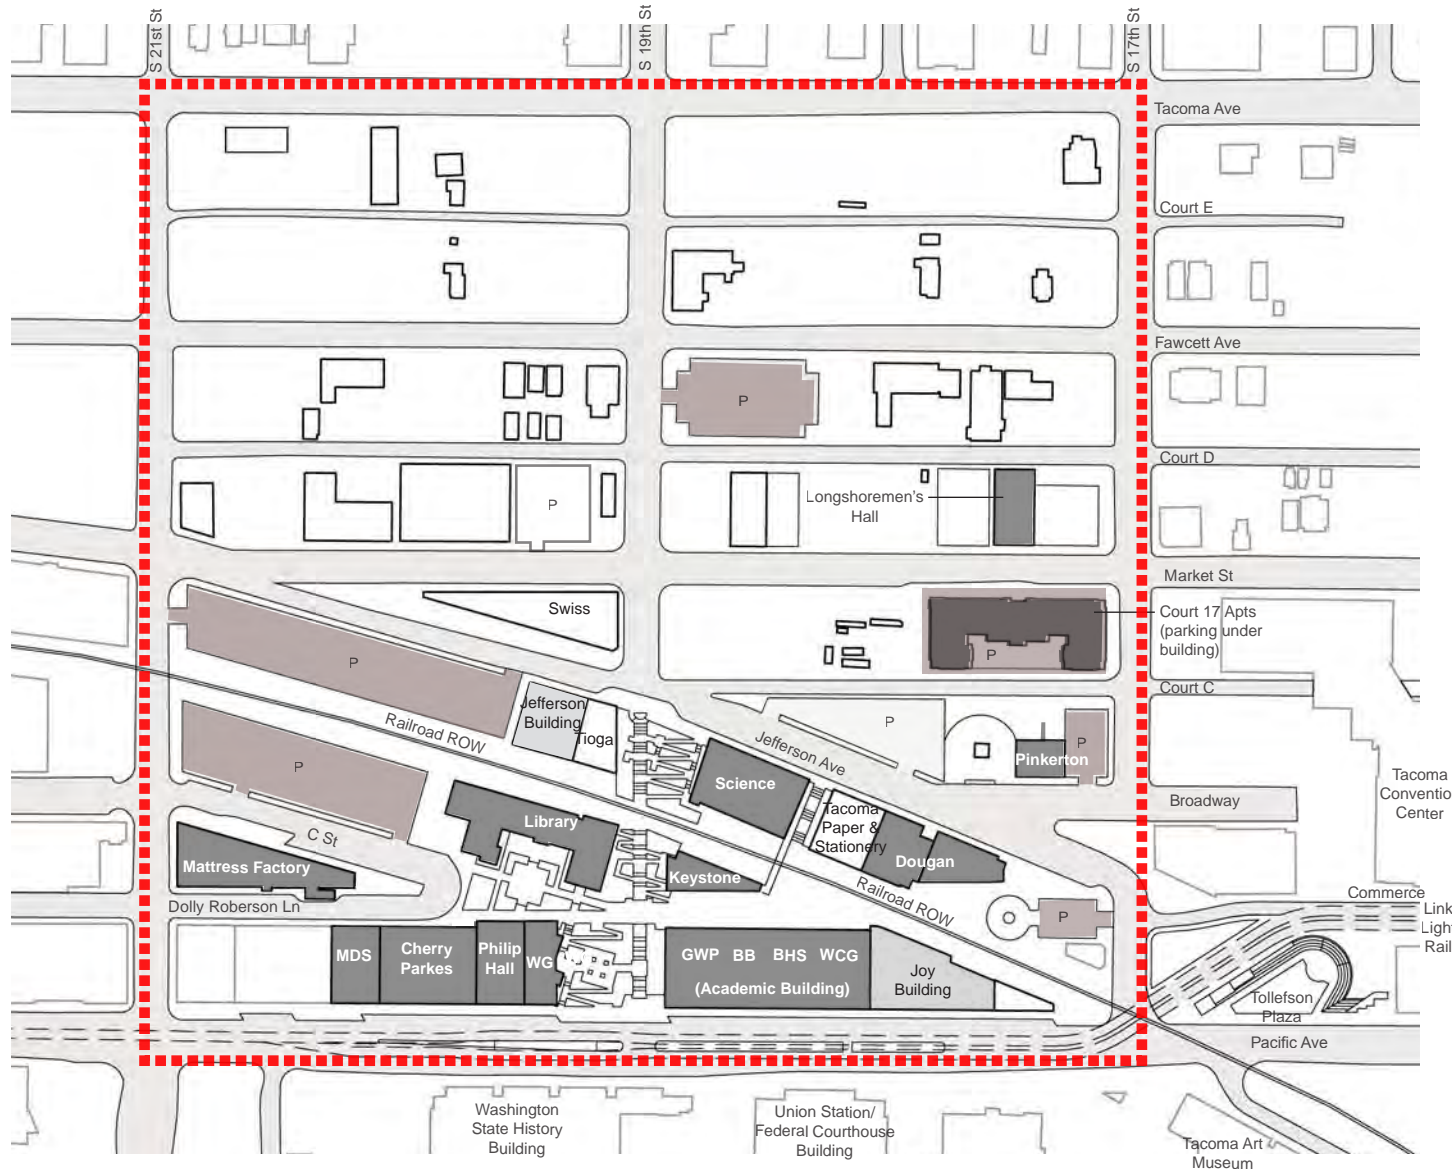 S 21st St
S 19th St
S 17th St
Tacoma Ave
Court E
Fawcett Ave
P
Court D
Longshoremen's
Hall
P
Market St
Swiss
Court 17 Apts
(parking under
building)
P
P
Court C
Jefferson
Building
Tioga
P
Railroad ROW
Jefferson Ave
P
Pinkerton
P
Science
Tacoma
Convention
Center
Broadway
Library
Tacoma
Paper &
Stationery
C St
Mattress Factory
Keystone
Dougan
Railroad ROW
Commerce
Dolly Roberson Ln
P
Link
Light
Rail
MDS
Cherry
Parkes
Philip
Hall
WG
GWP
BB
BHS
WCG
(Academic Building)
Joy
Building
Tollefson
Plaza
Pacific Ave
Washington
State History
Building
Union Station/
Federal Courthouse
Building
Tacoma Art
Museum